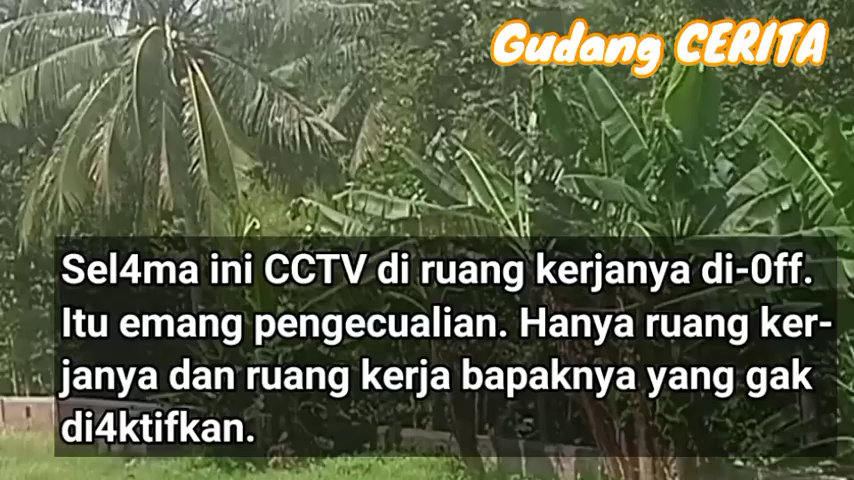 Gudang CERITA
Sel4ma ini CCTV di ruang kerjanya di-0ff.
Itu emang pengecualian. Hanya ruang ker-
janya dan ruang kerja bapaknya yang gak
di4ktifkan.